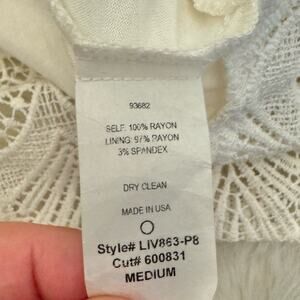 93682
SELF: 100% RAYON
LINING: 97% RAYON
3% SPANDEX
DRY CLEAN
MADE IN USA
Style# LIV863-P8
Cut# 600831
MEDIUM